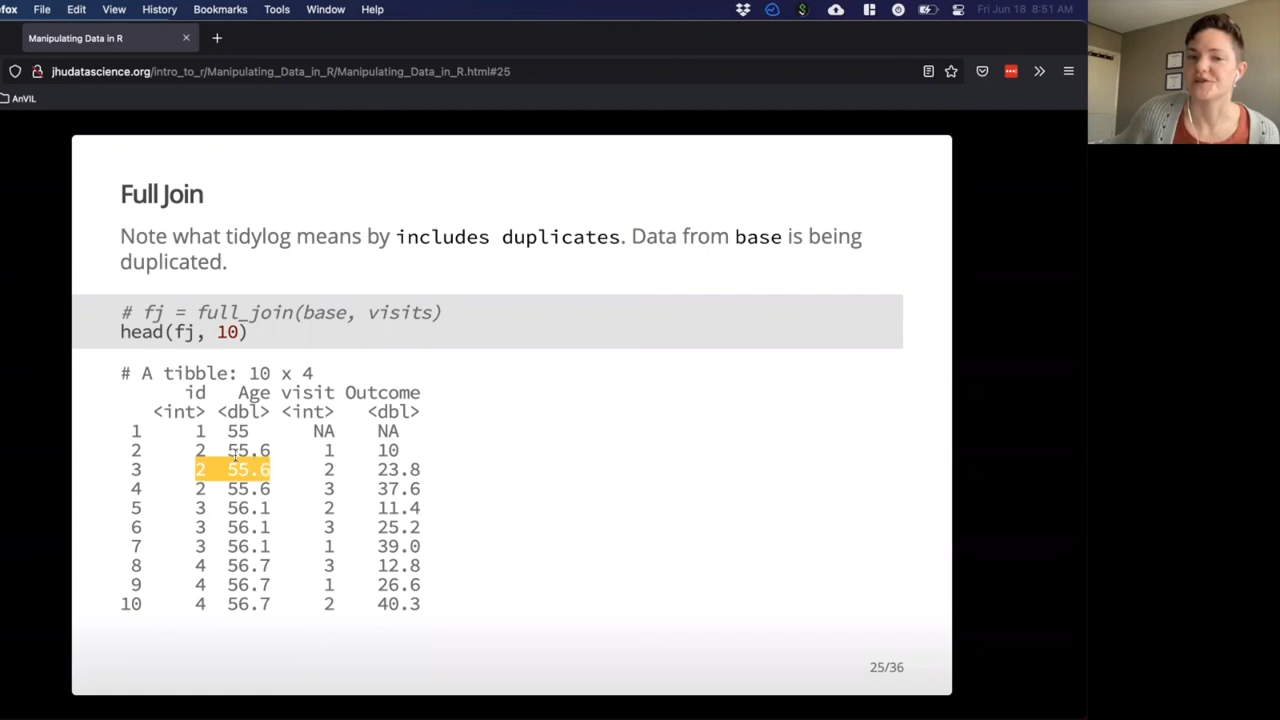 fox File Edit View History Bookmarks Tools Window Help Fri Jun 18 8:51 AM
Manipulating Data in R
jhudatascience.org/intro_to_r/Manipulating_Data_in_R/Manipulating_Data_in_R.html#25
AnVIL
Full Join
Note what tidylog means by includes duplicates. Data from base is being
duplicated.
# fj = full_join(base, visits)
head(fj, 10)
# A tibble: 10 x 4
id Age visit Outcome
<int> <dbl> <int> <dbl>
1 1 55 NA NA
2 2 55.6 1 10
3 2 55.6 2 23.8
4 2 55.6 3 37.6
5 3 56.1 2 11.4
6 3 56.1 3 25.2
7 3 56.1 1 39.0
8 4 56.7 3 12.8
9 4 56.7 1 26.6
10 4 56.7 2 40.3
25/36